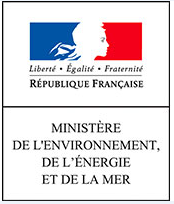 Liberté • Égalité • Fraternité
RÉPUBLIQUE FRANÇAISE
MINISTÈRE
DE L'ENVIRONNEMENT,
DE L'ÉNERGIE
ET DE LA MER